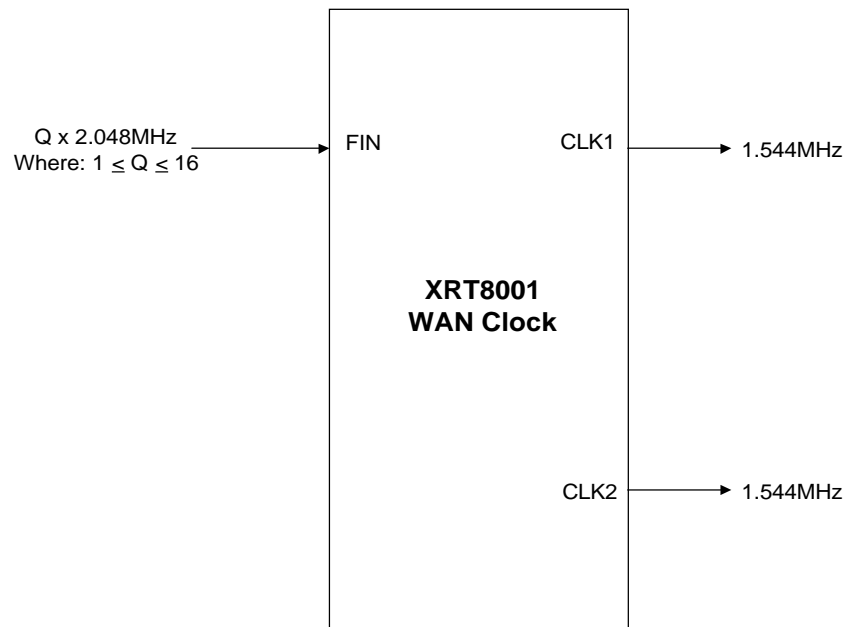 Q x 2.048MHz
Where: 1 ≤ Q ≤ 16
FIN
CLK1
1.544MHz
XRT8001
WAN Clock
CLK2
1.544MHz